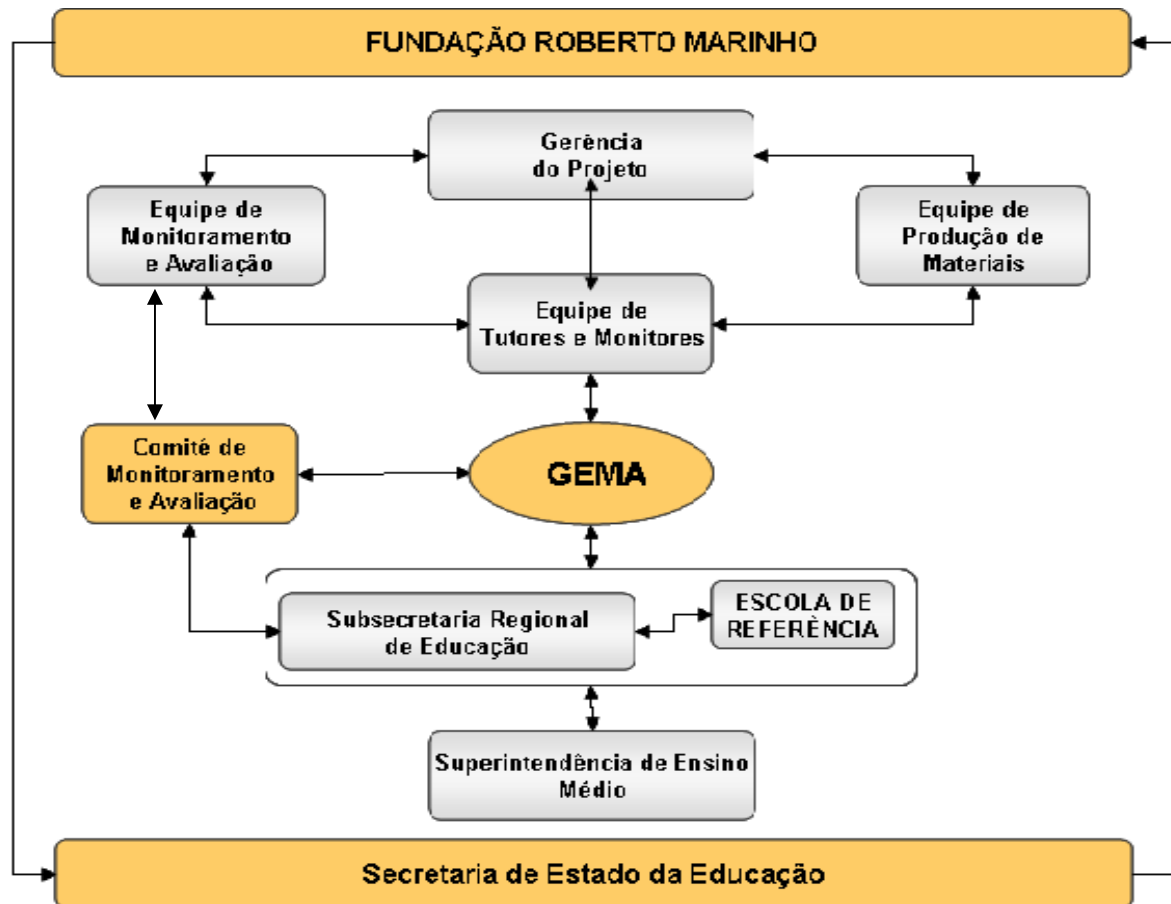 FUNDAÇÃO ROBERTO MARINHO
Gerência
do Projeto
Equipe de
Monitoramento
e Avaliação
Equipe de
Produção de
Materiais
Equipe de
Tutores e Monitores
Comité de
Monitoramento
e Avaliação
GEMA
Subsecretaria Regional
de Educação
ESCOLA DE
REFERÊNCIA
Superintendência de Ensino
Médio
Secretaria de Estado da Educação